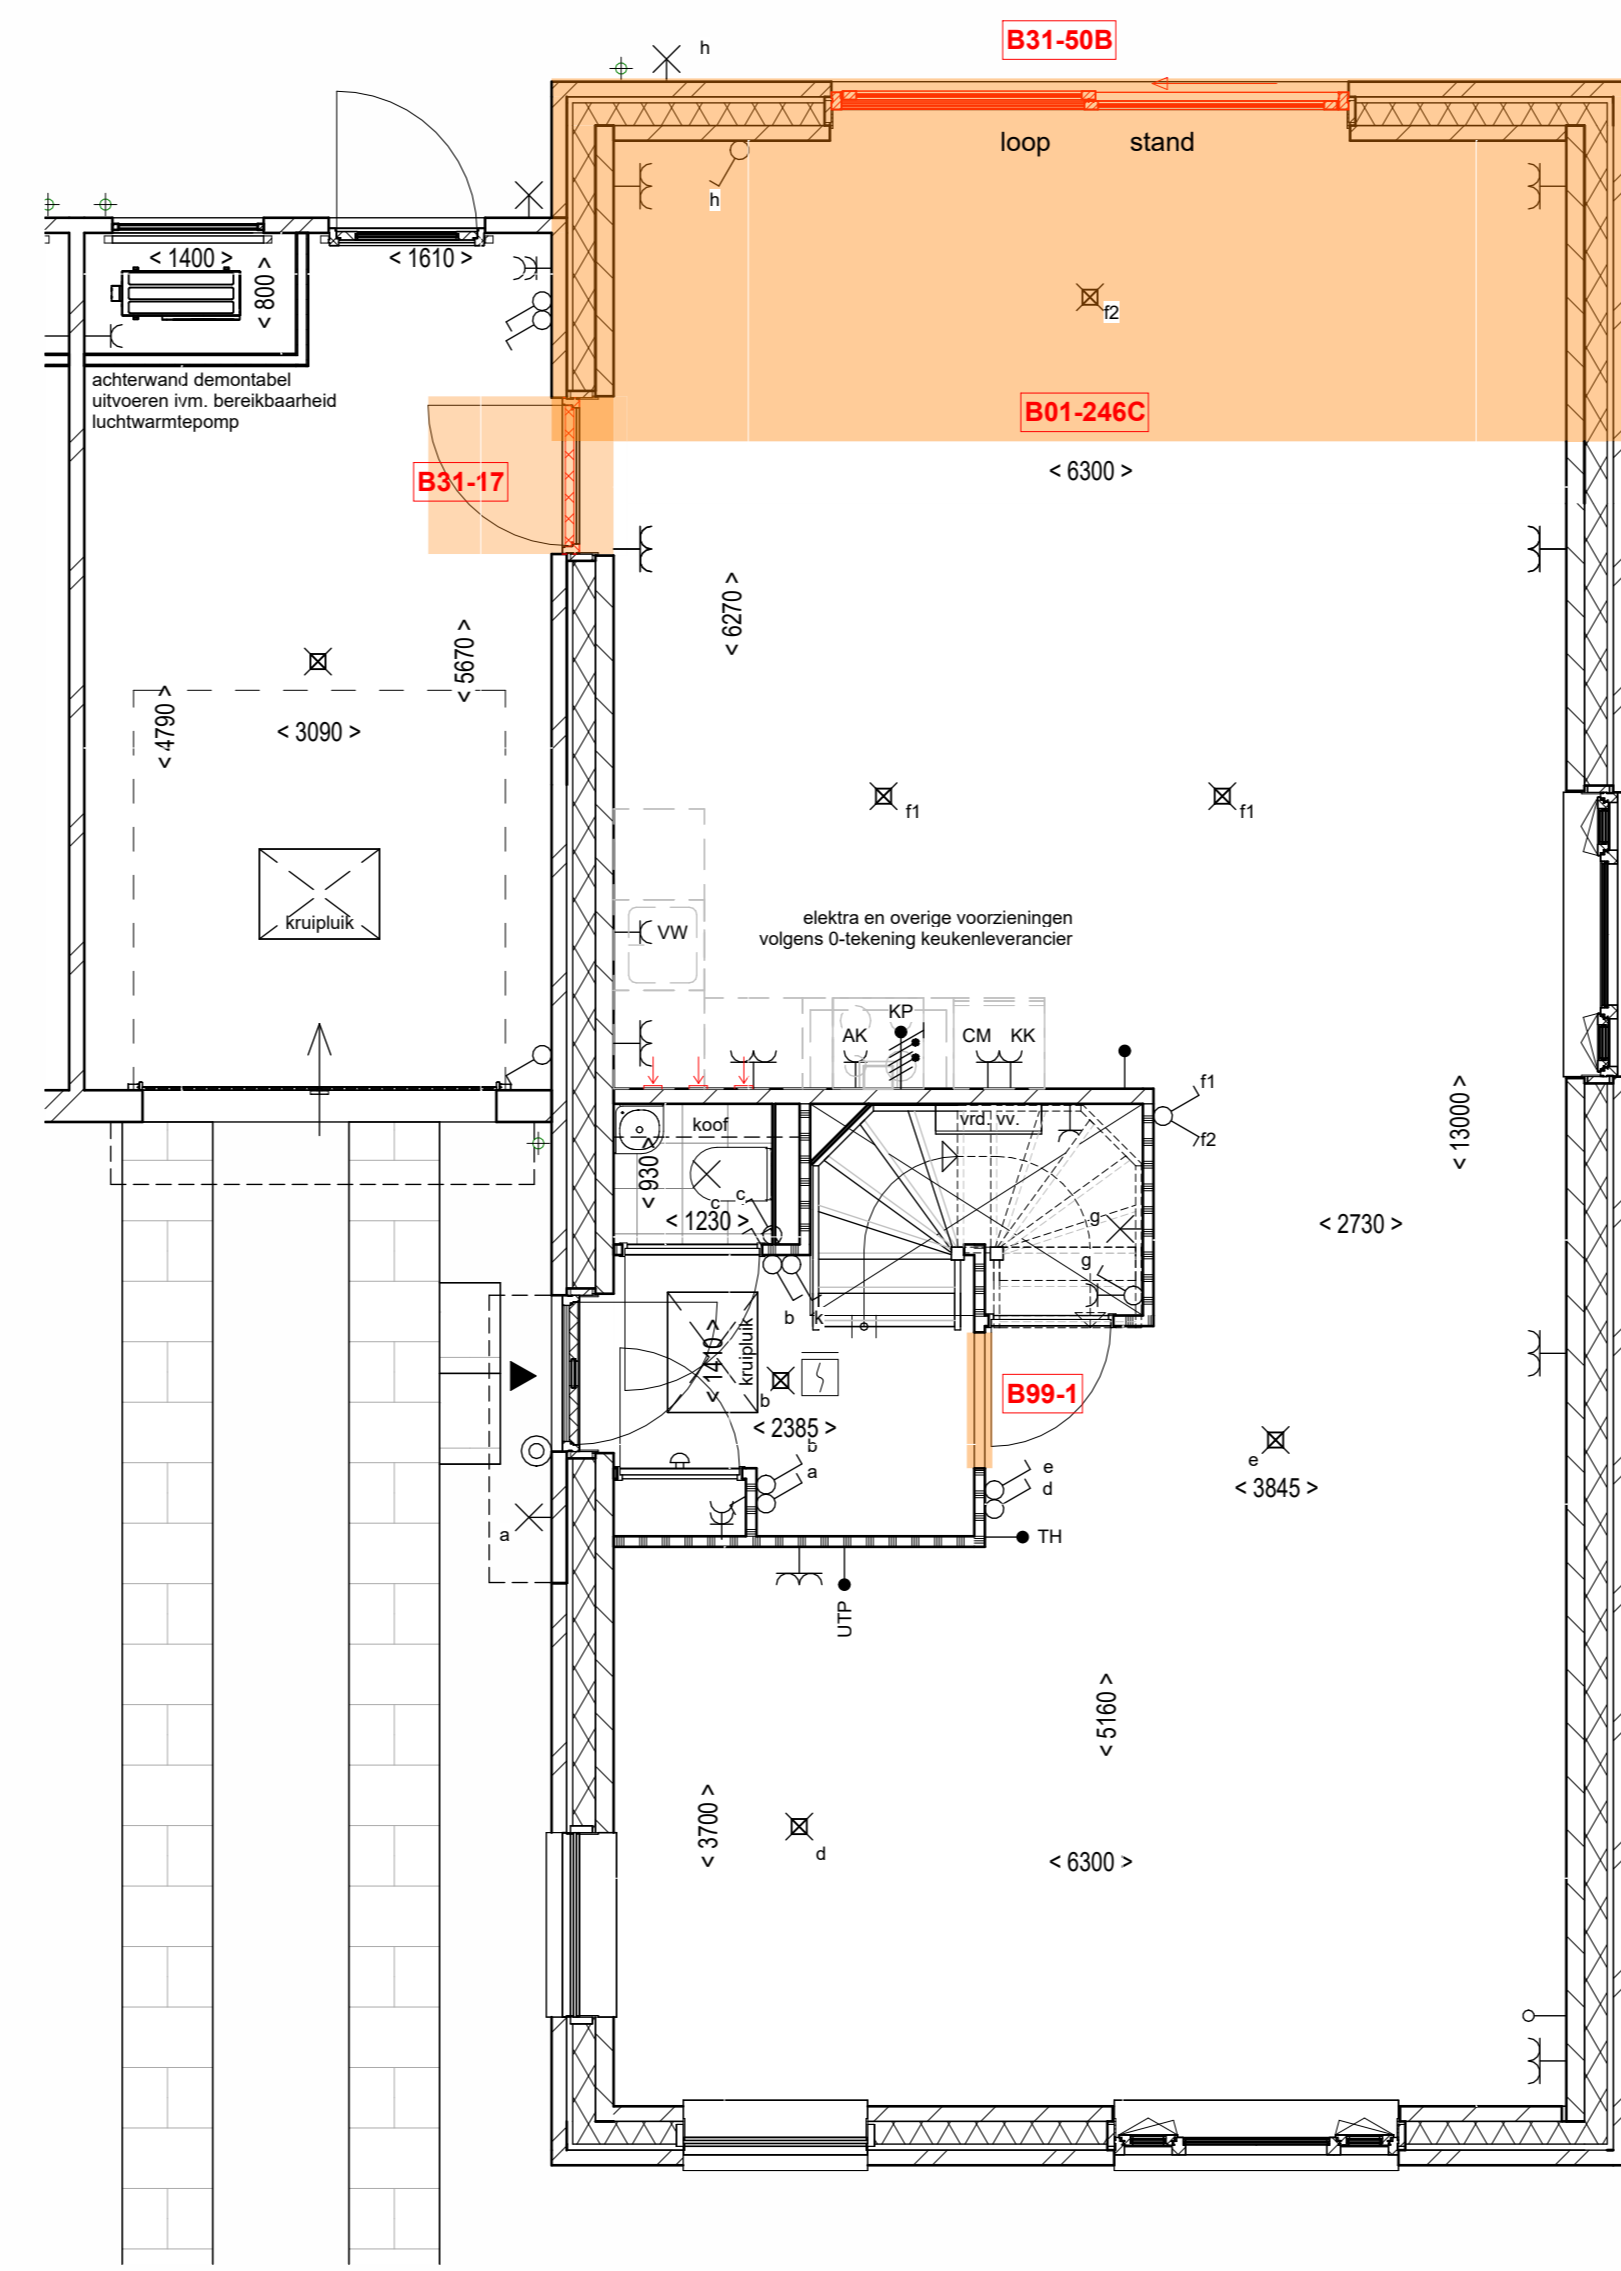 B31-50B
h
loop stand
h
< 1400 >
< 800 >
< 1610 >
f2
achterwand demontabel
uitvoeren ivm. bereikbaarheid
luchtwarmtepomp
B01-246C
B31-17
< 6300 >
< 6270 >
< 5670 >
< 4790 >
< 3090 >
f1
f1
kruipluik
VW
elektra en overige voorzieningen
volgens 0-tekening keukenleverancier
KP
AK
CM KK
f1
f2
koof
vrd. vv.
< 930 >
< 13000 >
c
c
< 1230 >
g
< 2730 >
g
b k
< 1410 >
kruipluik
b
B99-1
< 2385 >
b
a
e
d
e
< 3845 >
a
TH
UTP
< 5160 >
< 3700 >
d
< 6300 >